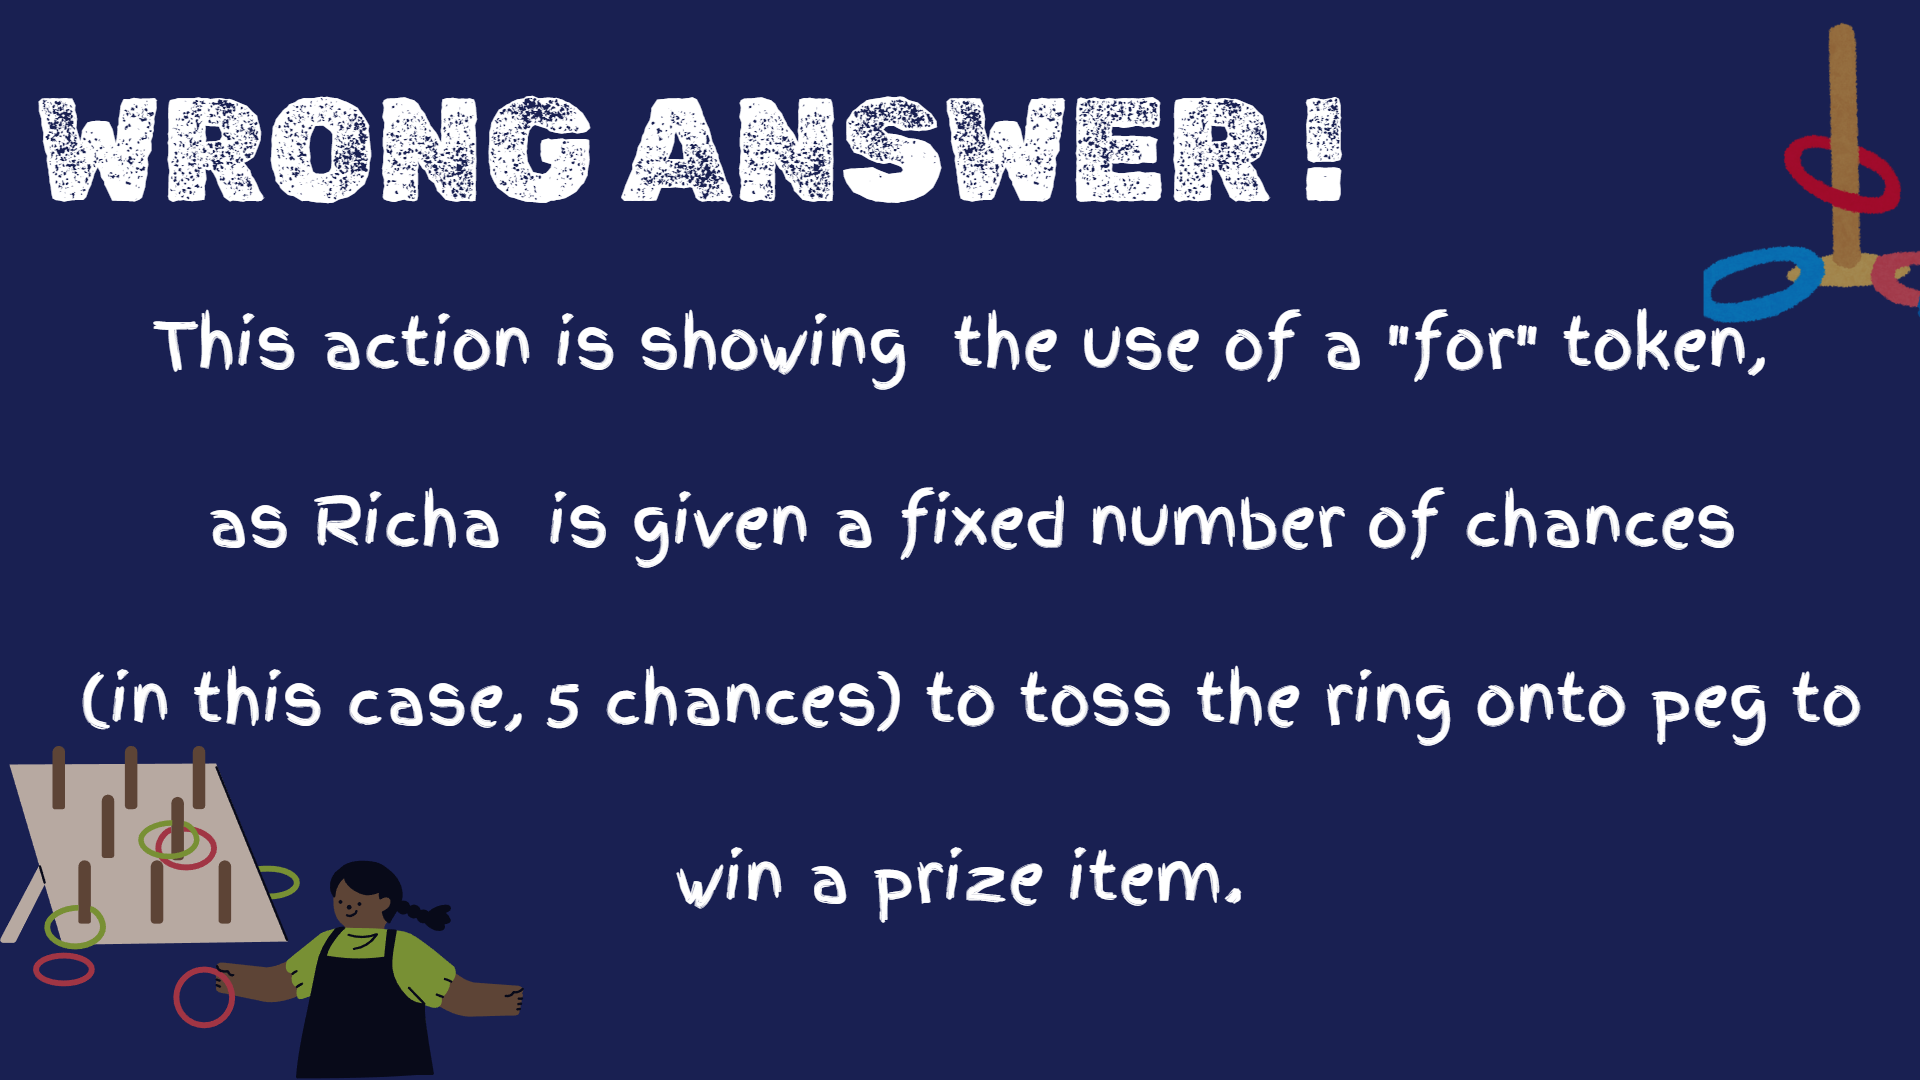 WRONG ANSWER !
This action is showing the use of a "for" token,
as Richa is given a fixed number of chances
(in this case, 5 chances) to toss the ring onto peg to
win a prize item.